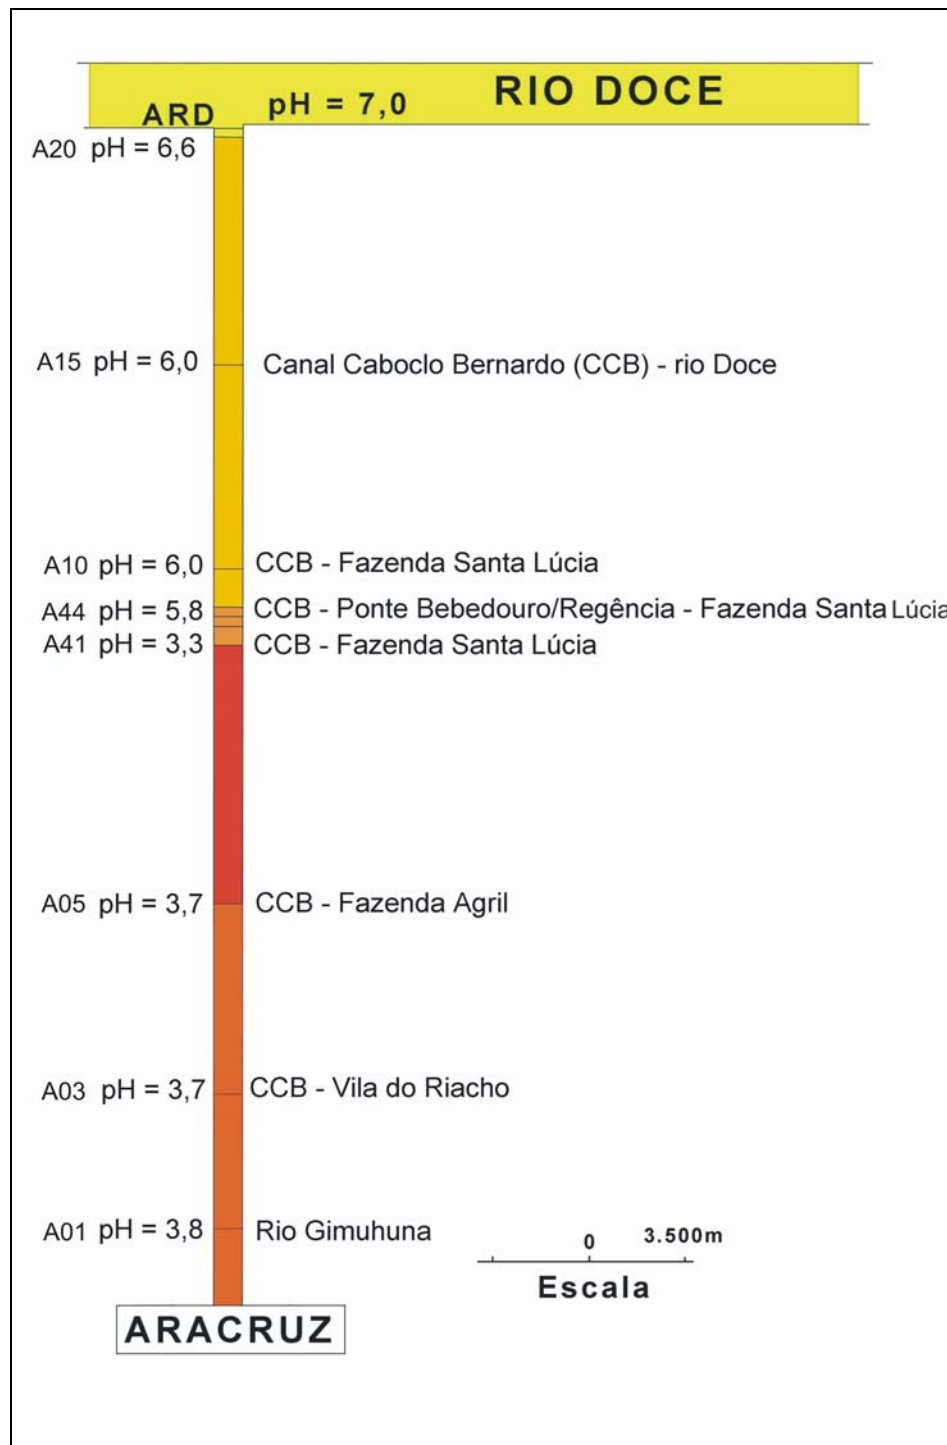 RIO DOCE
ARD pH = 7,0
A20 pH = 6,6
A15 pH = 6,0 Canal Caboclo Bernardo (CCB) - rio Doce
A10 pH = 6,0 CCB - Fazenda Santa Lúcia
A44 pH = 5,8 CCB - Ponte Bebedouro/Regência - Fazenda Santa Lúcia
A41 pH = 3,3 CCB - Fazenda Santa Lúcia
A05 pH = 3,7 CCB - Fazenda Agril
A03 pH = 3,7 CCB - Vila do Riacho
A01 pH = 3,8 Rio Gimuhuna
0 3.500m
Escala
ARACRUZ